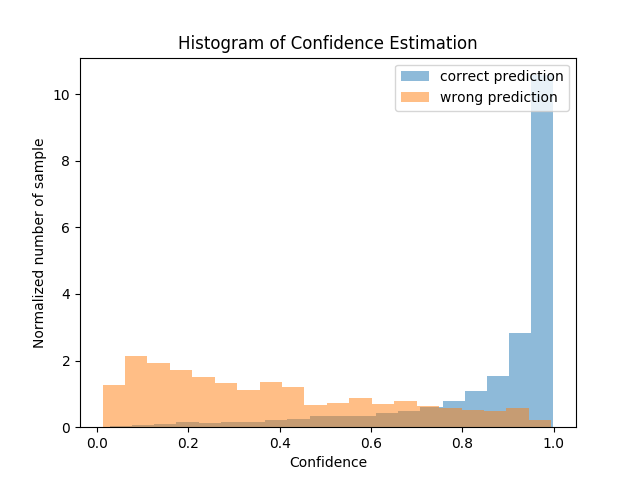 Histogram of Confidence Estimation
correct prediction
wrong prediction
Normalized number of sample
10
8
6
4
2
0
0.0 0.2 0.4 0.6 0.8 1.0
Confidence